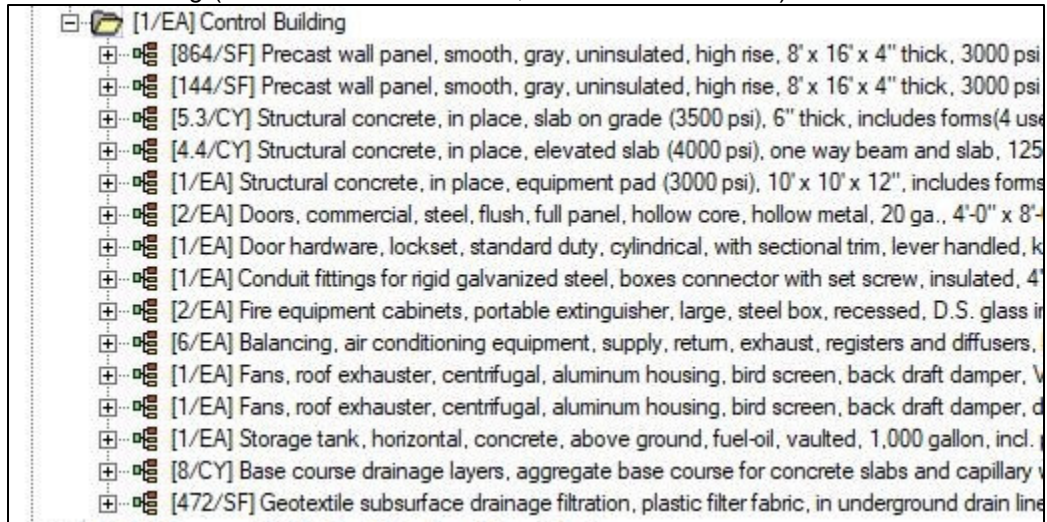 [1/EA] Control Building
[864/SF] Precast wall panel, smooth, gray, uninsulated, high rise, 8' x 16' x 4" thick, 3000 psi
[144/SF] Precast wall panel, smooth, gray, uninsulated, high rise, 8' x 16' x 4" thick, 3000 psi
[5.3/CY] Structural concrete, in place, slab on grade (3500 psi), 6" thick, includes forms(4 use
[4.4/CY] Structural concrete, in place, elevated slab (4000 psi), one way beam and slab, 125
[1/EA] Structural concrete, in place, equipment pad (3000 psi), 10' x 10' x 12", includes forms
[2/EA] Doors, commercial, steel, flush, full panel, hollow core, hollow metal, 20 ga., 4'-0" x 8'-
[1/EA] Door hardware, lockset, standard duty, cylindrical, with sectional trim, lever handled, k
[1/EA] Conduit fittings for rigid galvanized steel, boxes connector with set screw, insulated, 4"
[2/EA] Fire equipment cabinets, portable extinguisher, large, steel box, recessed, D.S. glass in
[6/EA] Balancing, air conditioning equipment, supply, return, exhaust, registers and diffusers,
[1/EA] Fans, roof exhauster, centrifugal, aluminum housing, bird screen, back draft damper, V
[1/EA] Fans, roof exhauster, centrifugal, aluminum housing, bird screen, back draft damper, d
[1/EA] Storage tank, horizontal, concrete, above ground, fuel-oil, vaulted, 1,000 gallon, incl.
[8/CY] Base course drainage layers, aggregate base course for concrete slabs and capillary
[472/SF] Geotextile subsurface drainage filtration, plastic filter fabric, in underground drain line